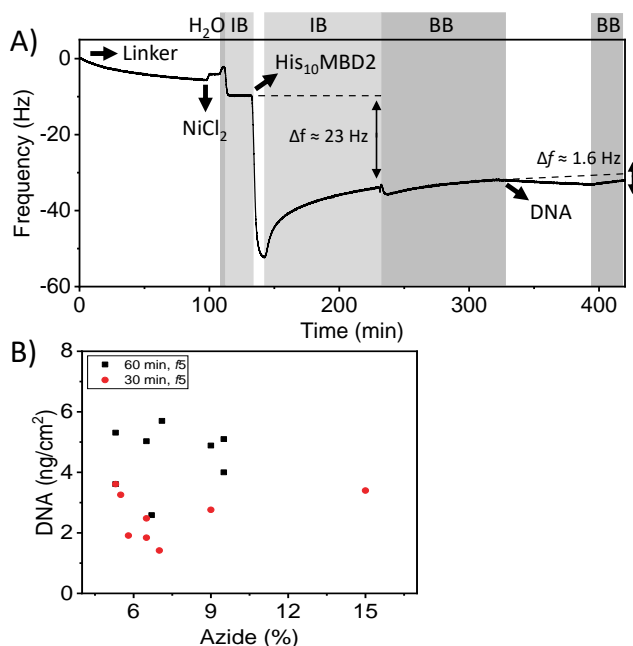 H₂O IB IB BB BB
A)
Linker
His₁₀MBD2
NiCl₂
Δf ≈ 23 Hz
Δf ≈ 1.6 Hz
DNA
Frequency (Hz)
0
-20
-40
-60
0 100 200 300 400
Time (min)
B)
60 min, f5
30 min, f5
DNA (ng/cm²)
8
6
4
2
0
6 9 12 15
Azide (%)